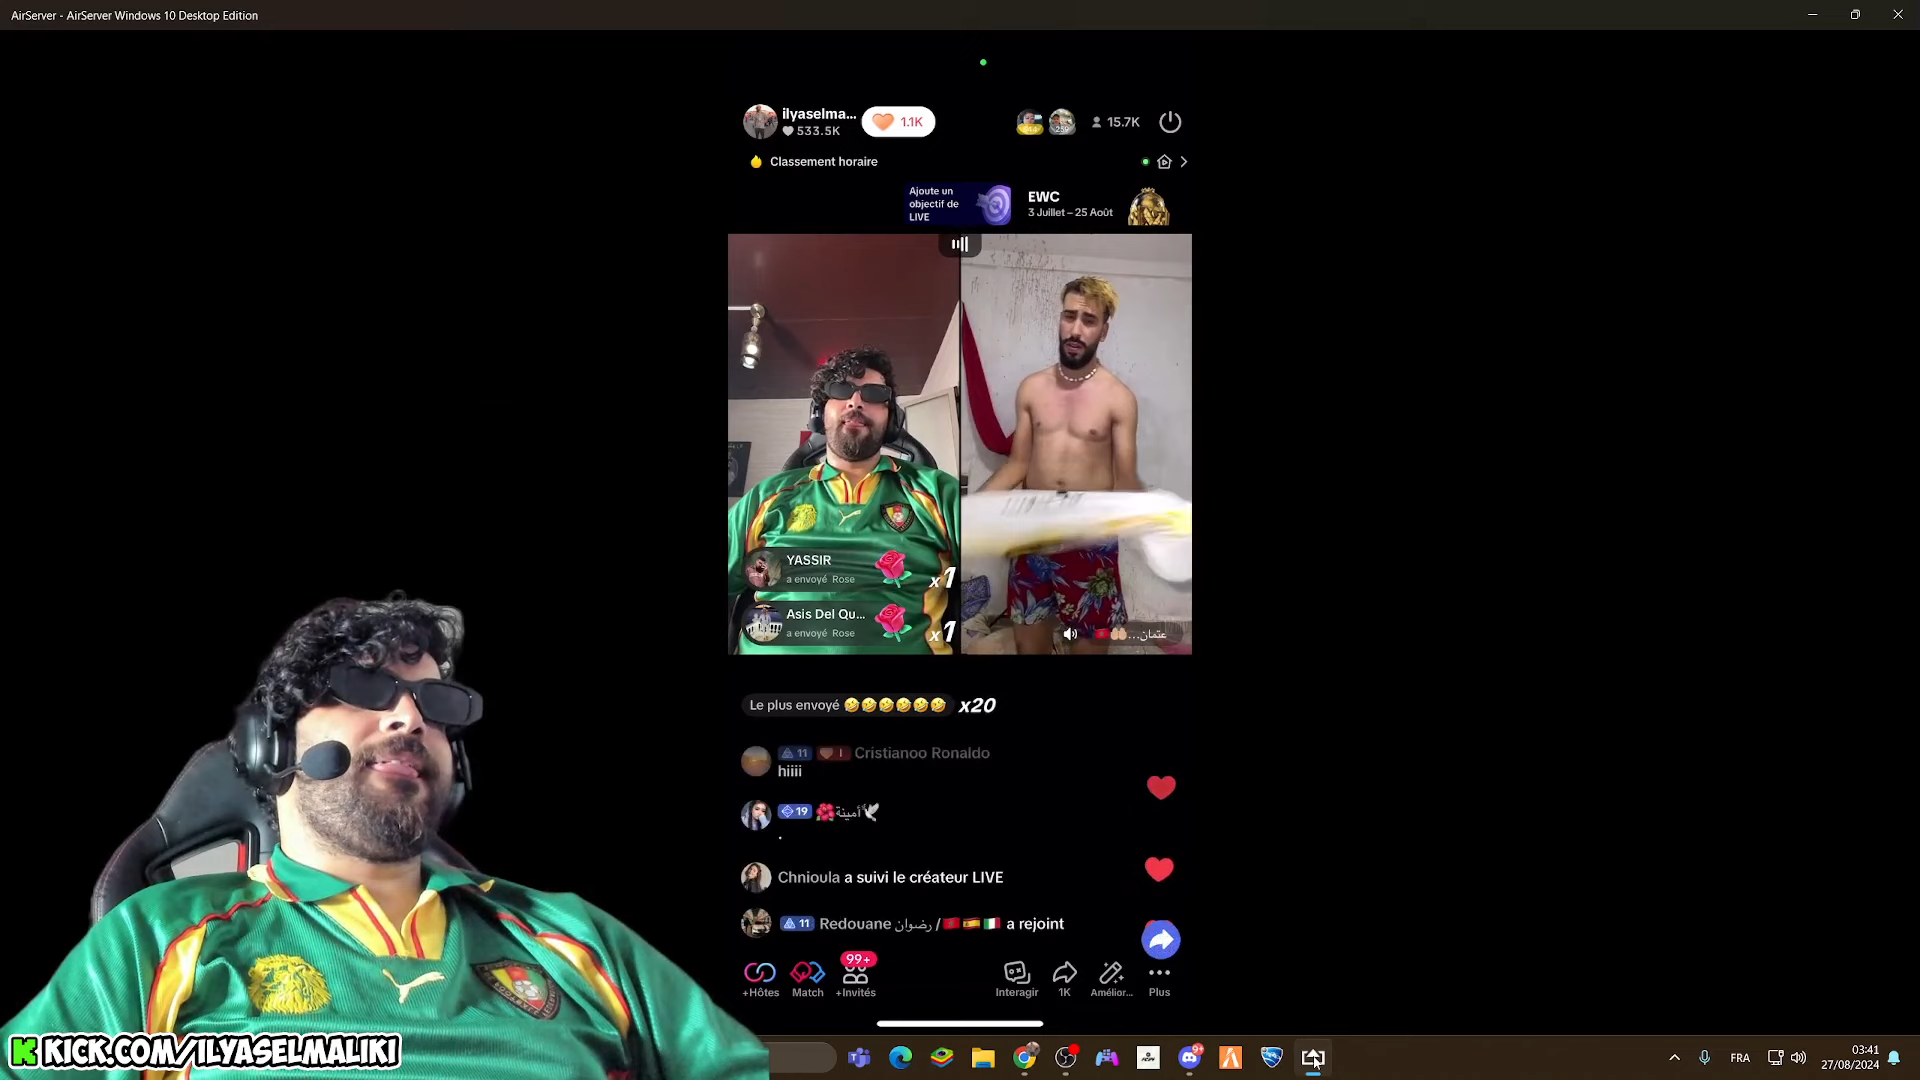 AirServer - AirServer Windows 10 Desktop Edition
ilyaselma...
533.5K
1.1K
15.7K
Classement horaire
Ajoute un
objectif de
LIVE
EWC
3 Juillet – 25 Août
YASSIR
a envoyé Rose
x1
Asis Del Qu...
a envoyé Rose
x1
عثمان...
Le plus envoyé 🤣🤣🤣🤣🤣🤣 x20
11 I Cristianoo Ronaldo
hiiii
19 🌺أمينة🕊
.
Chnioula a suivi le créateur LIVE
11 Redouane رضوان /🇲🇦🇪🇸🇮🇹 a rejoint
99+
+Hôtes
Match
+Invités
Interagir
1K
Amélior...
Plus
KICK.COM/ILYASELMALIKI
FRA
03:41
27/08/2024